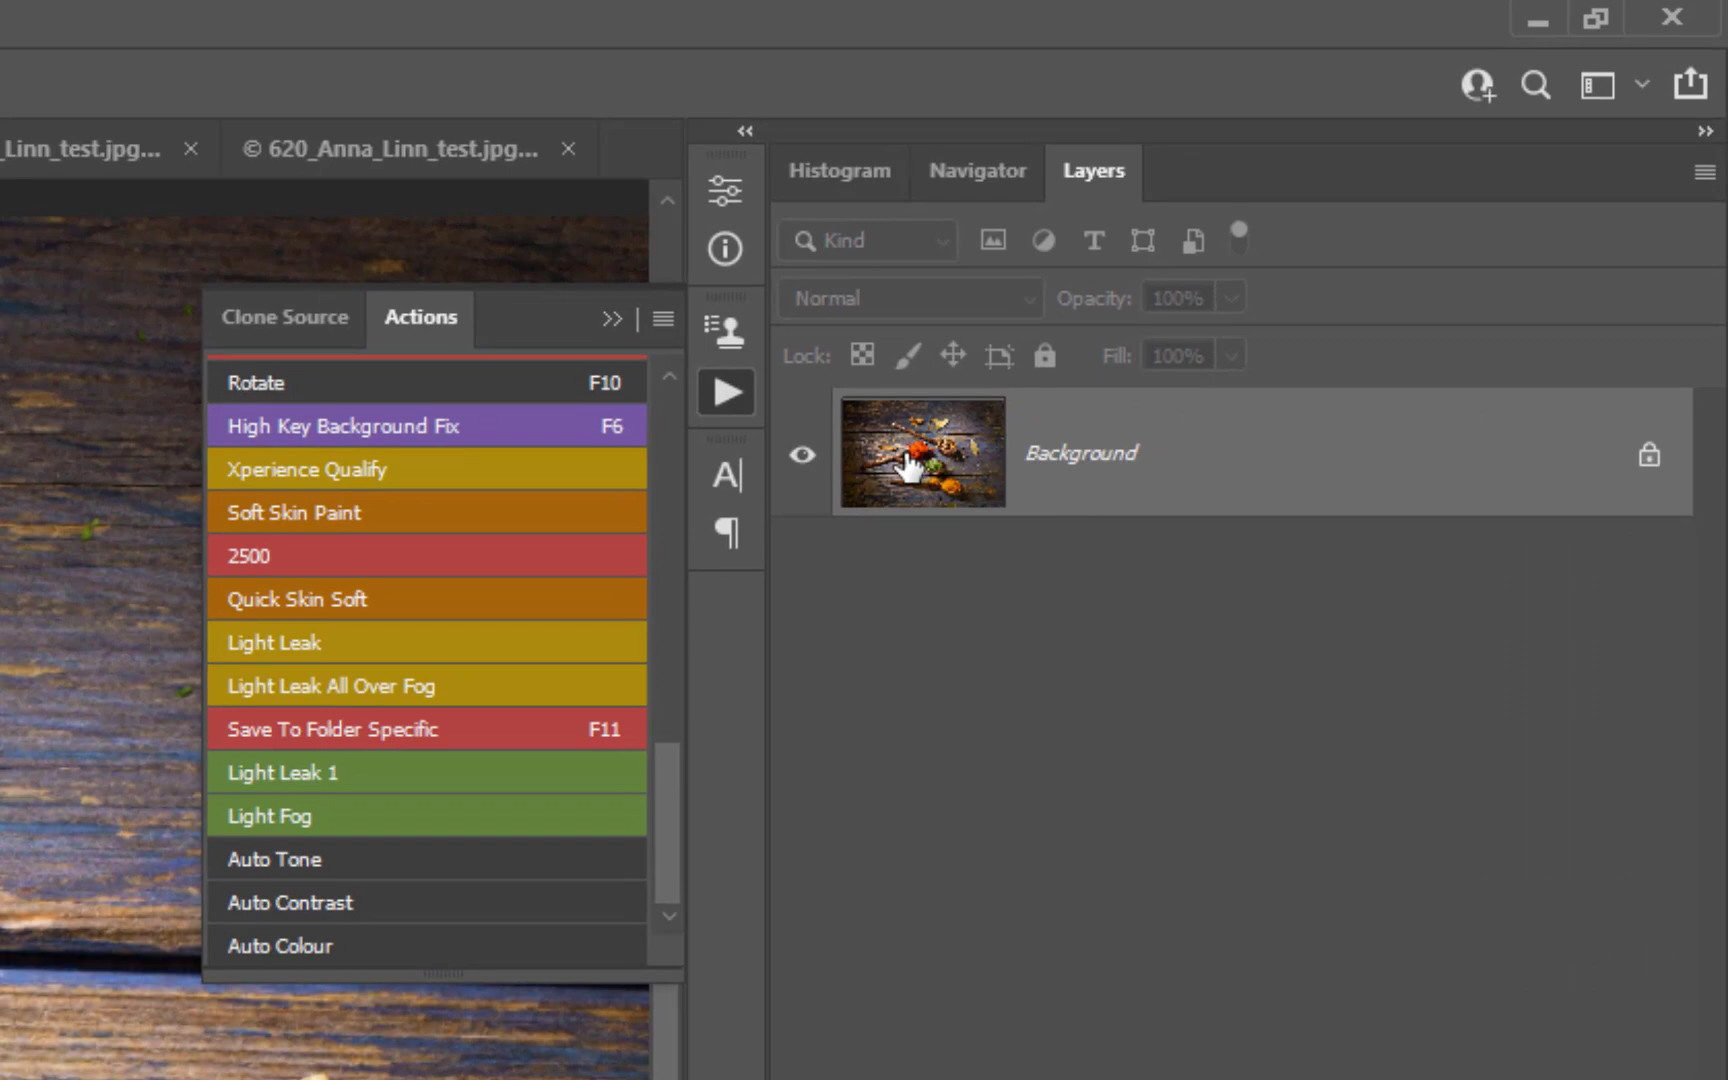 _Linn_test.jpg...
© 620_Anna_Linn_test.jpg...
Histogram
Navigator
Layers
Kind
Normal
Opacity: 100%
Lock:
Fill: 100%
Background
Clone Source
Actions
Rotate F10
High Key Background Fix F6
Xperience Qualify
Soft Skin Paint
2500
Quick Skin Soft
Light Leak
Light Leak All Over Fog
Save To Folder Specific F11
Light Leak 1
Light Fog
Auto Tone
Auto Contrast
Auto Colour